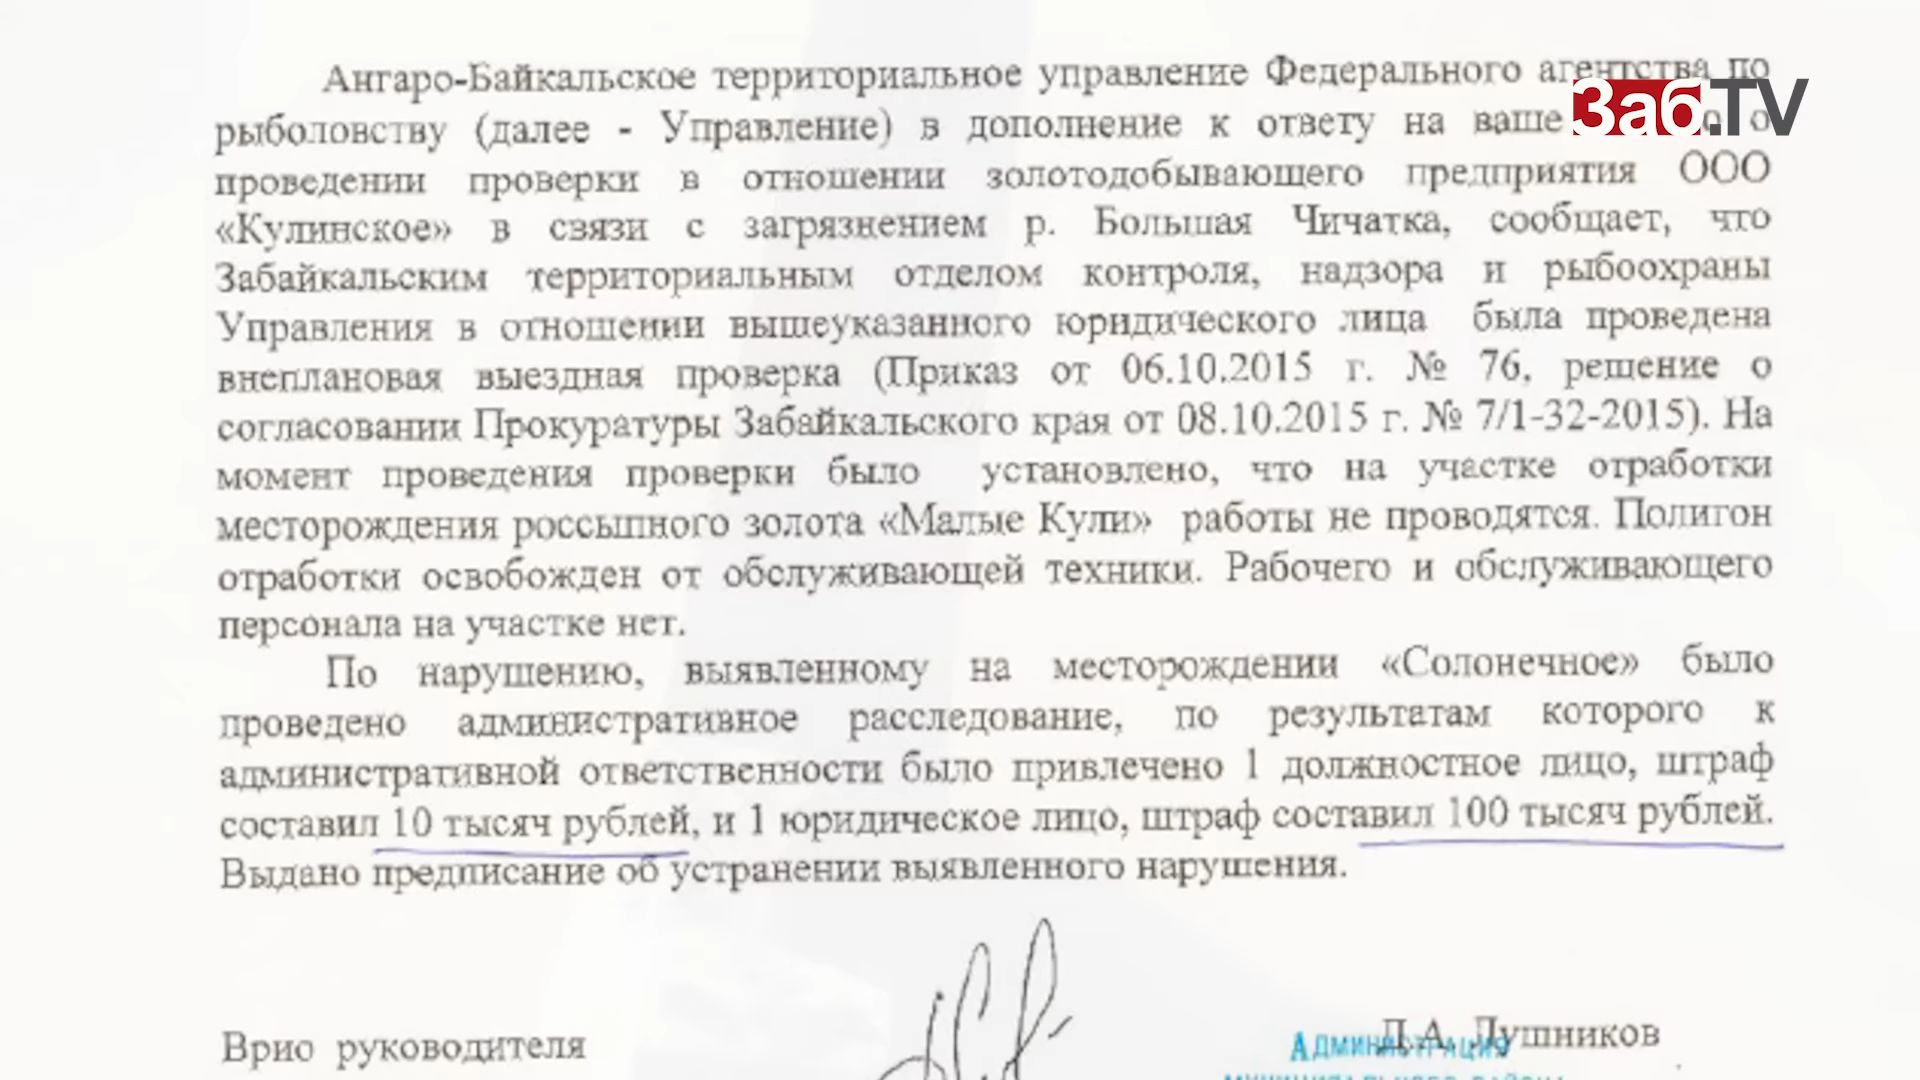 Ангаро-Байкальское территориальное управление Федерального агентства по
рыболовству (далее - Управление) в дополнение к ответу на ваше о
проведении проверки в отношении золотодобывающего предприятия ООО
«Кулинское» в связи с загрязнением р. Большая Чичатка, сообщает, что
Забайкальским территориальным отделом контроля, надзора и рыбоохраны
Управления в отношении вышеуказанного юридического лица была проведена
внеплановая выездная проверка (Приказ от 06.10.2015 г. № 76, решение о
согласовании Прокуратуры Забайкальского края от 08.10.2015 г. № 7/1-32-2015). На
момент проведения проверки было установлено, что на участке отработки
месторождения россыпного золота «Малые Кули» работы не проводятся. Полигон
отработки освобожден от обслуживающей техники. Рабочего и обслуживающего
персонала на участке нет.
По нарушению, выявленному на месторождении «Солонечное» было
проведено административное расследование, по результатам которого к
административной ответственности было привлечено 1 должностное лицо, штраф
составил 10 тысяч рублей, и 1 юридическое лицо, штраф составил 100 тысяч рублей.
Выдано предписание об устранении выявленного нарушения.
Врио руководителя
Д.А. Лушников
Администрация
Заб.TV